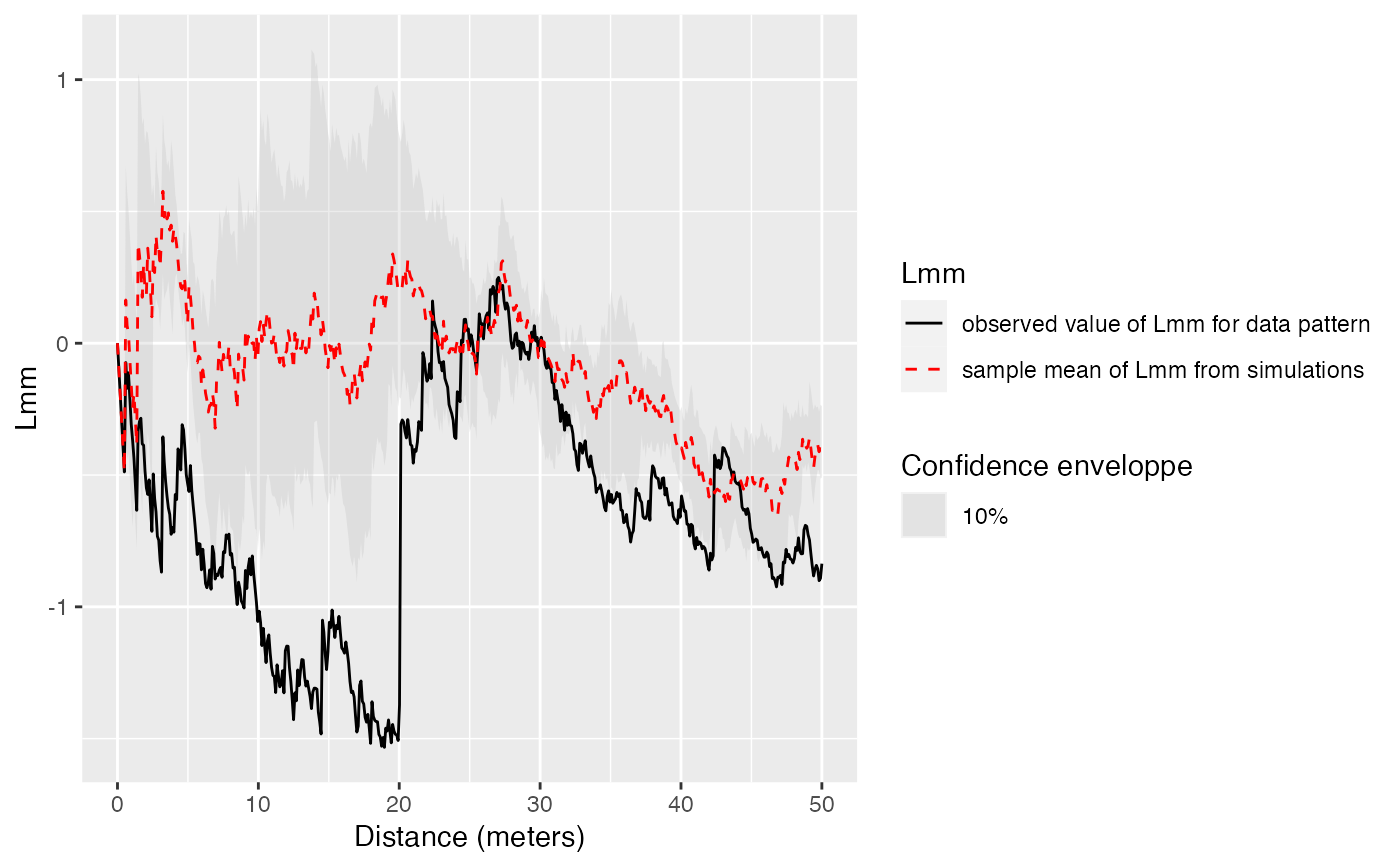 1
0
-1
Lmm
0
10
20
30
40
50
Distance (meters)
Lmm
observed value of Lmm for data pattern
sample mean of Lmm from simulations
Confidence enveloppe
10%